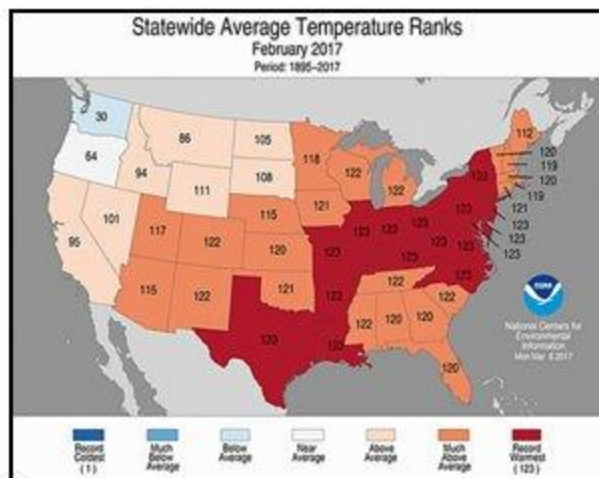 Statewide Average Temperature Ranks
February 2017
Period: 1895-2017
30
64
86
105
94
111
108
101
95
117
122
115
122
115
120
121
118
121
122
122
123
123
123
123
123
123
123
123
123
123
123
123
122
122
120
120
122
120
112
120
119
120
119
121
123
123
123
NOAA
National Centers for
Environmental
Information
Mon Mar 6 2017
Record
Coldest
(1)
Much
Below
Average
Below
Average
Near
Average
Above
Average
Much
Above
Average
Record
Warmest
(123)